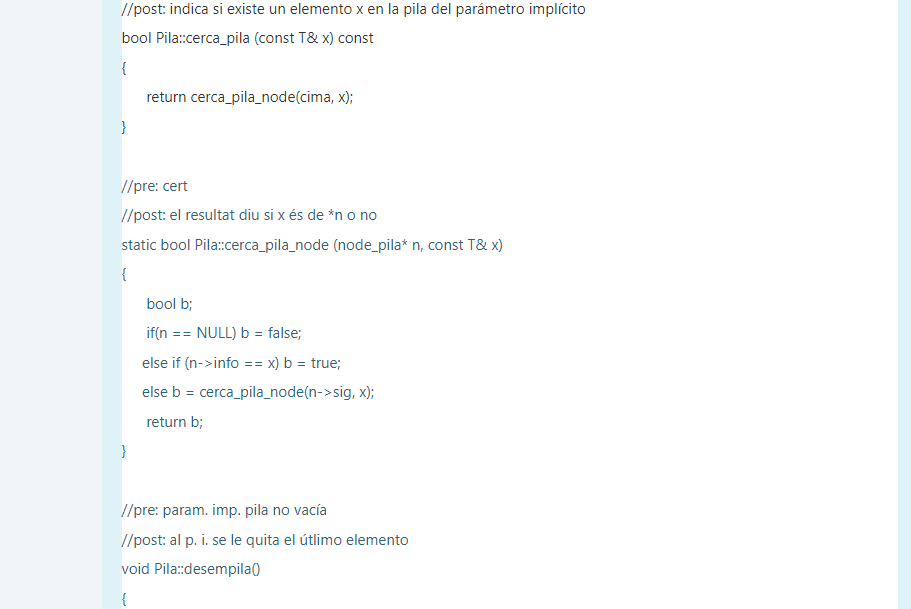 //post: indica si existe un elemento x en la pila del parámetro implícito
bool Pila::cerca_pila (const T& x) const
{
return cerca_pila_node(cima, x);
}
//pre: cert
//post: el resultat diu si x és de *n o no
static bool Pila::cerca_pila_node (node_pila* n, const T& x)
{
bool b;
if(n == NULL) b = false;
else if (n->info == x) b = true;
else b = cerca_pila_node(n->sig, x);
return b;
}
//pre: param. imp. pila no vacía
//post: al p. i. se le quita el útlimo elemento
void Pila::desempila()
{